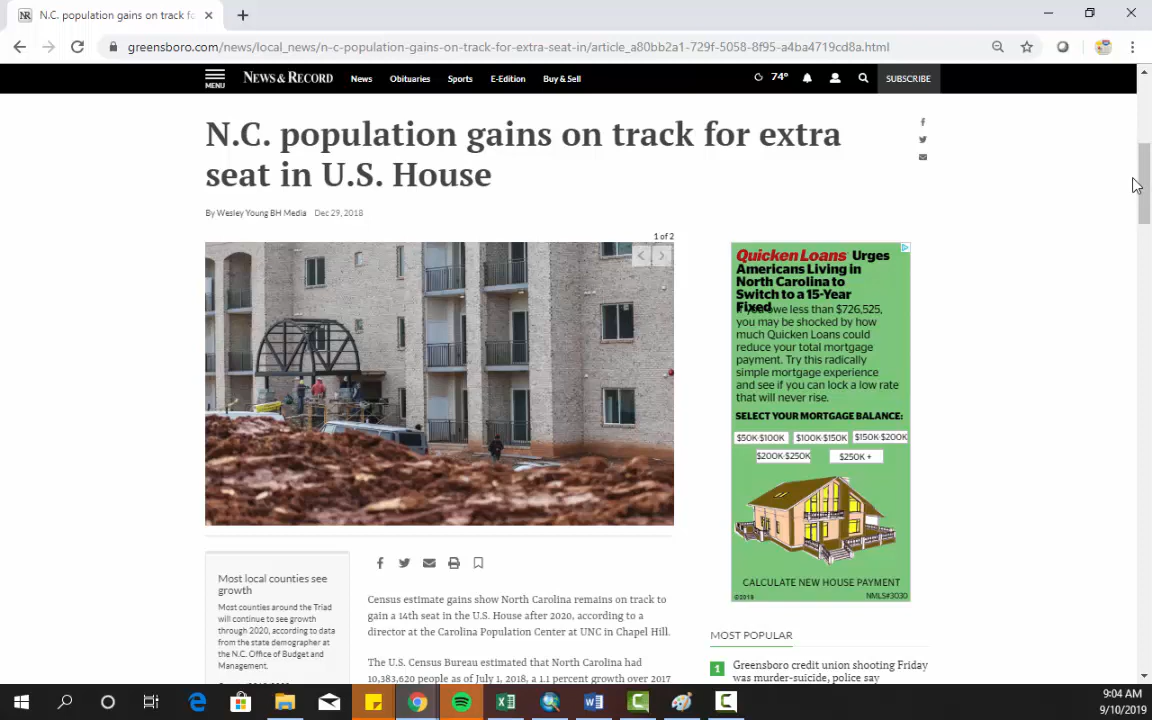 N.C. population gains on track fo
greensboro.com/news/local_news/n-c-population-gains-on-track-for-extra-seat-in/article_a80bb2a1-729f-5058-8f95-a4ba4719cd8a.html
MENU
NEWS & RECORD
News
Obituaries
Sports
E-Edition
Buy & Sell
74°
SUBSCRIBE
N.C. population gains on track for extra
seat in U.S. House
By Wesley Young BH Media Dec 29, 2018
1 of 2
Most local counties see
growth
Most counties around the Triad
will continue to see growth
through 2020, according to data
from the state demographer at
the N.C. Office of Budget and
Management.
Census estimate gains show North Carolina remains on track to
gain a 14th seat in the U.S. House after 2020, according to a
director at the Carolina Population Center at UNC in Chapel Hill.
The U.S. Census Bureau estimated that North Carolina had
10,383,620 people as of July 1, 2018, a 1.1 percent growth over 2017
Quicken Loans Urges
Americans Living in
North Carolina to
Switch to a 15-Year
Fixed
you owe less than $726,525,
you may be shocked by how
much Quicken Loans could
reduce your total mortgage
payment. Try this radically
simple mortgage experience
and see if you can lock a low rate
that will never rise.
SELECT YOUR MORTGAGE BALANCE:
$50K-$100K $100K-$150K $150K-$200K
$200K-$250K $250K +
CALCULATE NEW HOUSE PAYMENT
©2019 NMLS#3030
MOST POPULAR
1 Greensboro credit union shooting Friday
was murder-suicide, police say
9:04 AM
9/10/2019